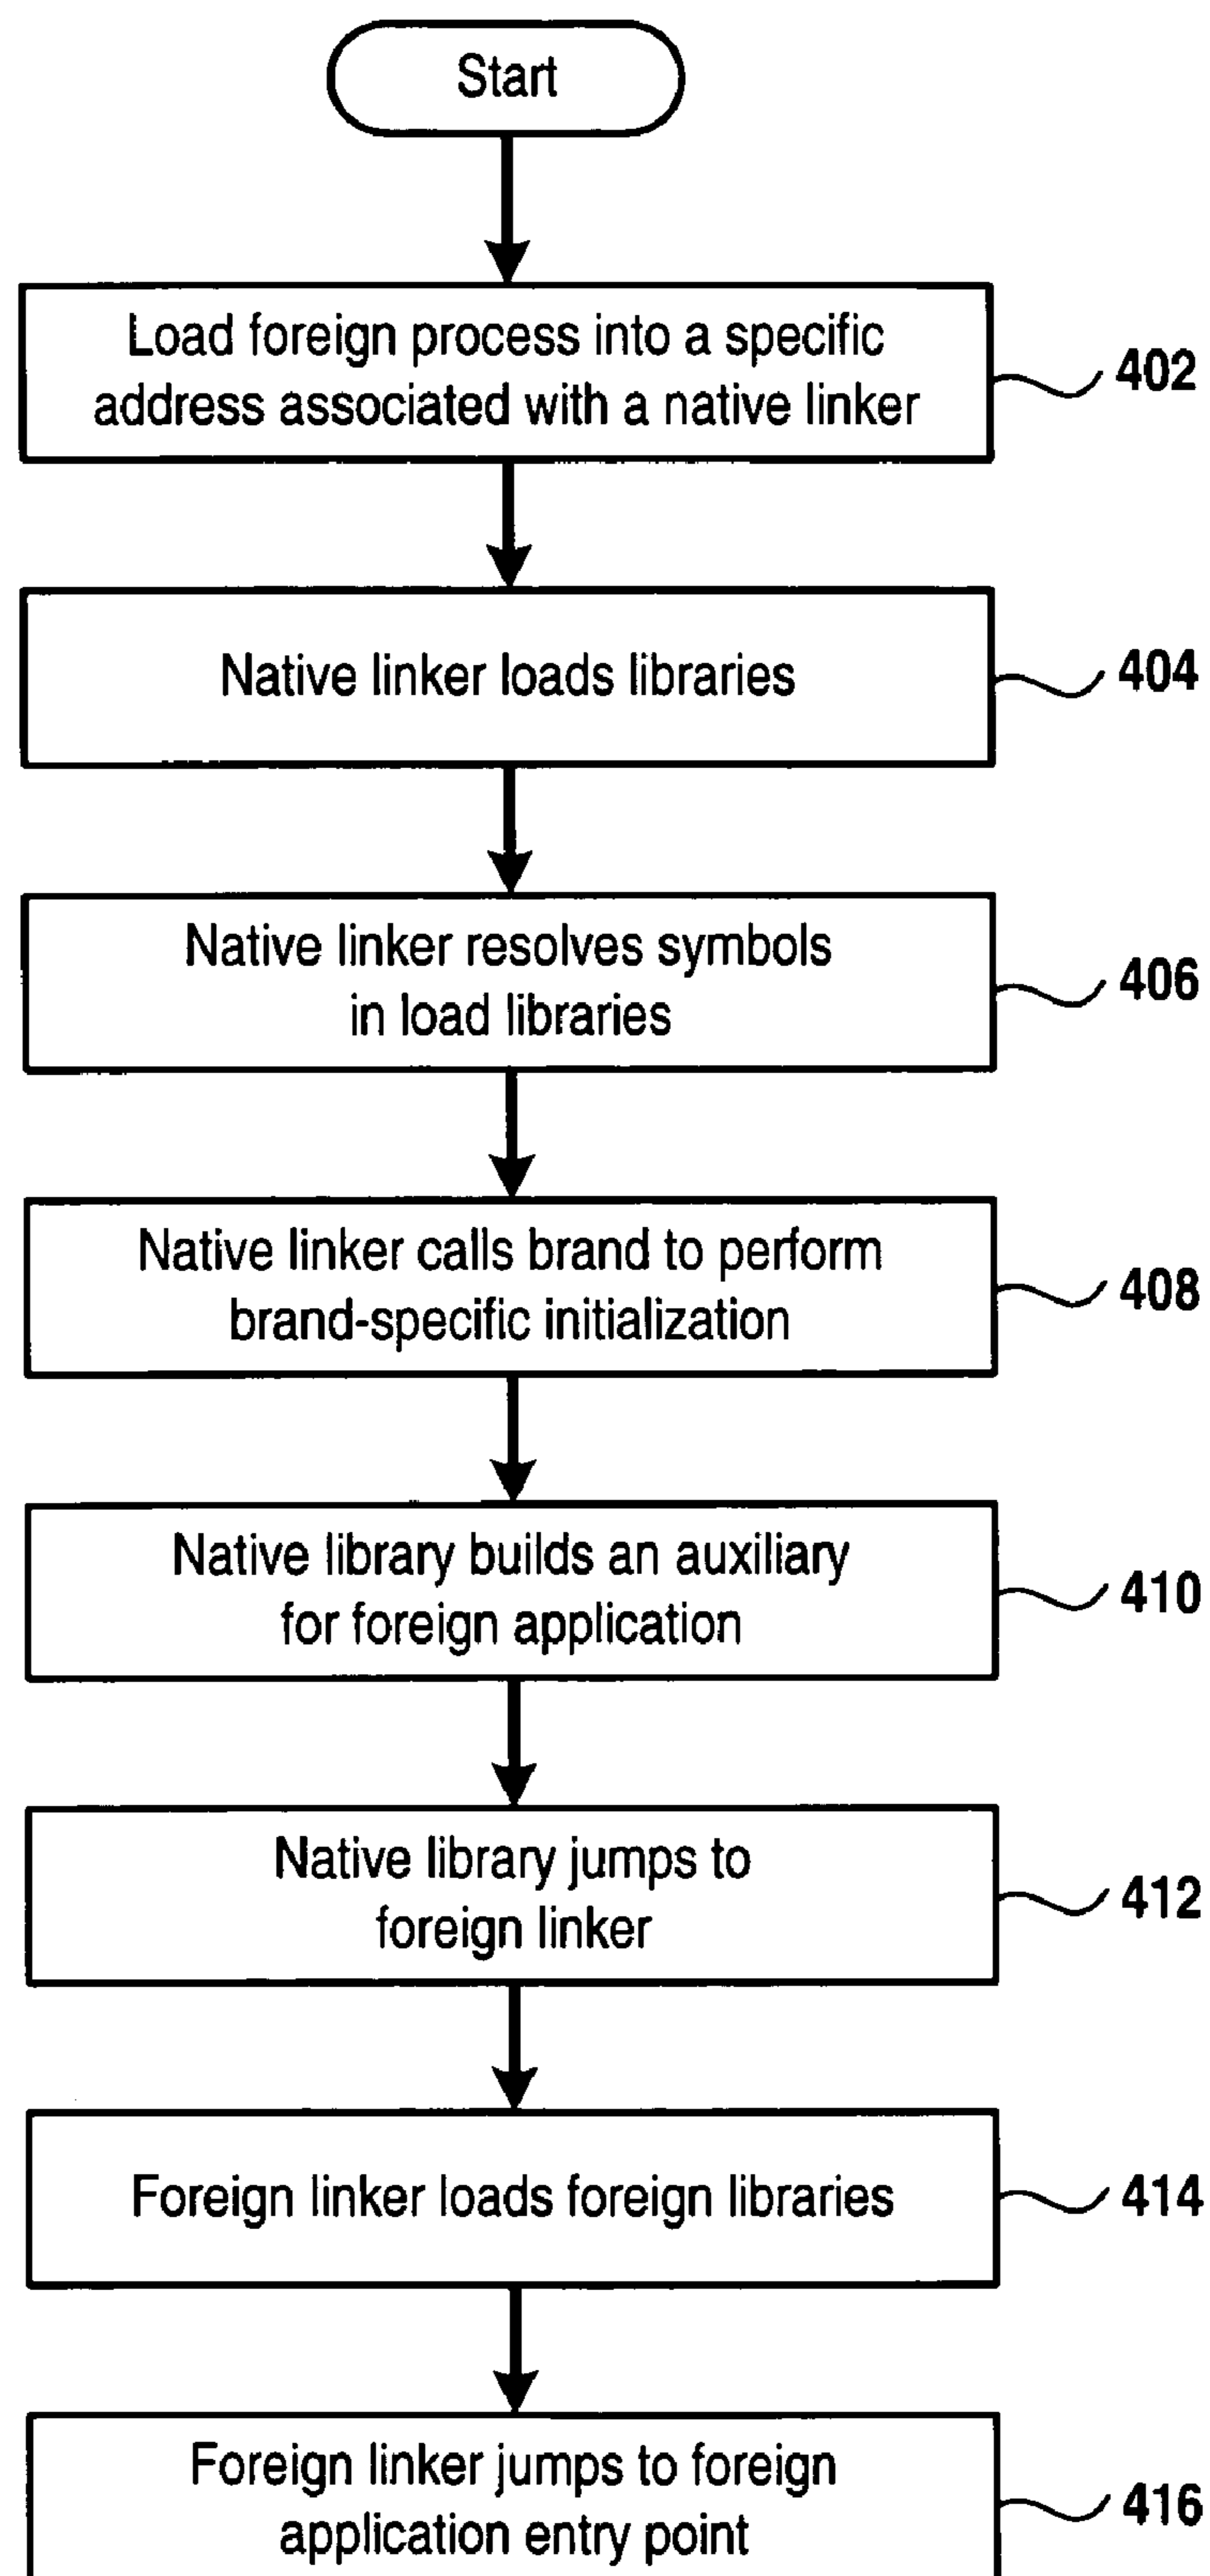 Start
Load foreign process into a specific
address associated with a native linker
402
Native linker loads libraries
404
Native linker resolves symbols
in load libraries
406
Native linker calls brand to perform
brand-specific initialization
408
Native library builds an auxiliary
for foreign application
410
Native library jumps to
foreign linker
412
Foreign linker loads foreign libraries
414
Foreign linker jumps to foreign
application entry point
416